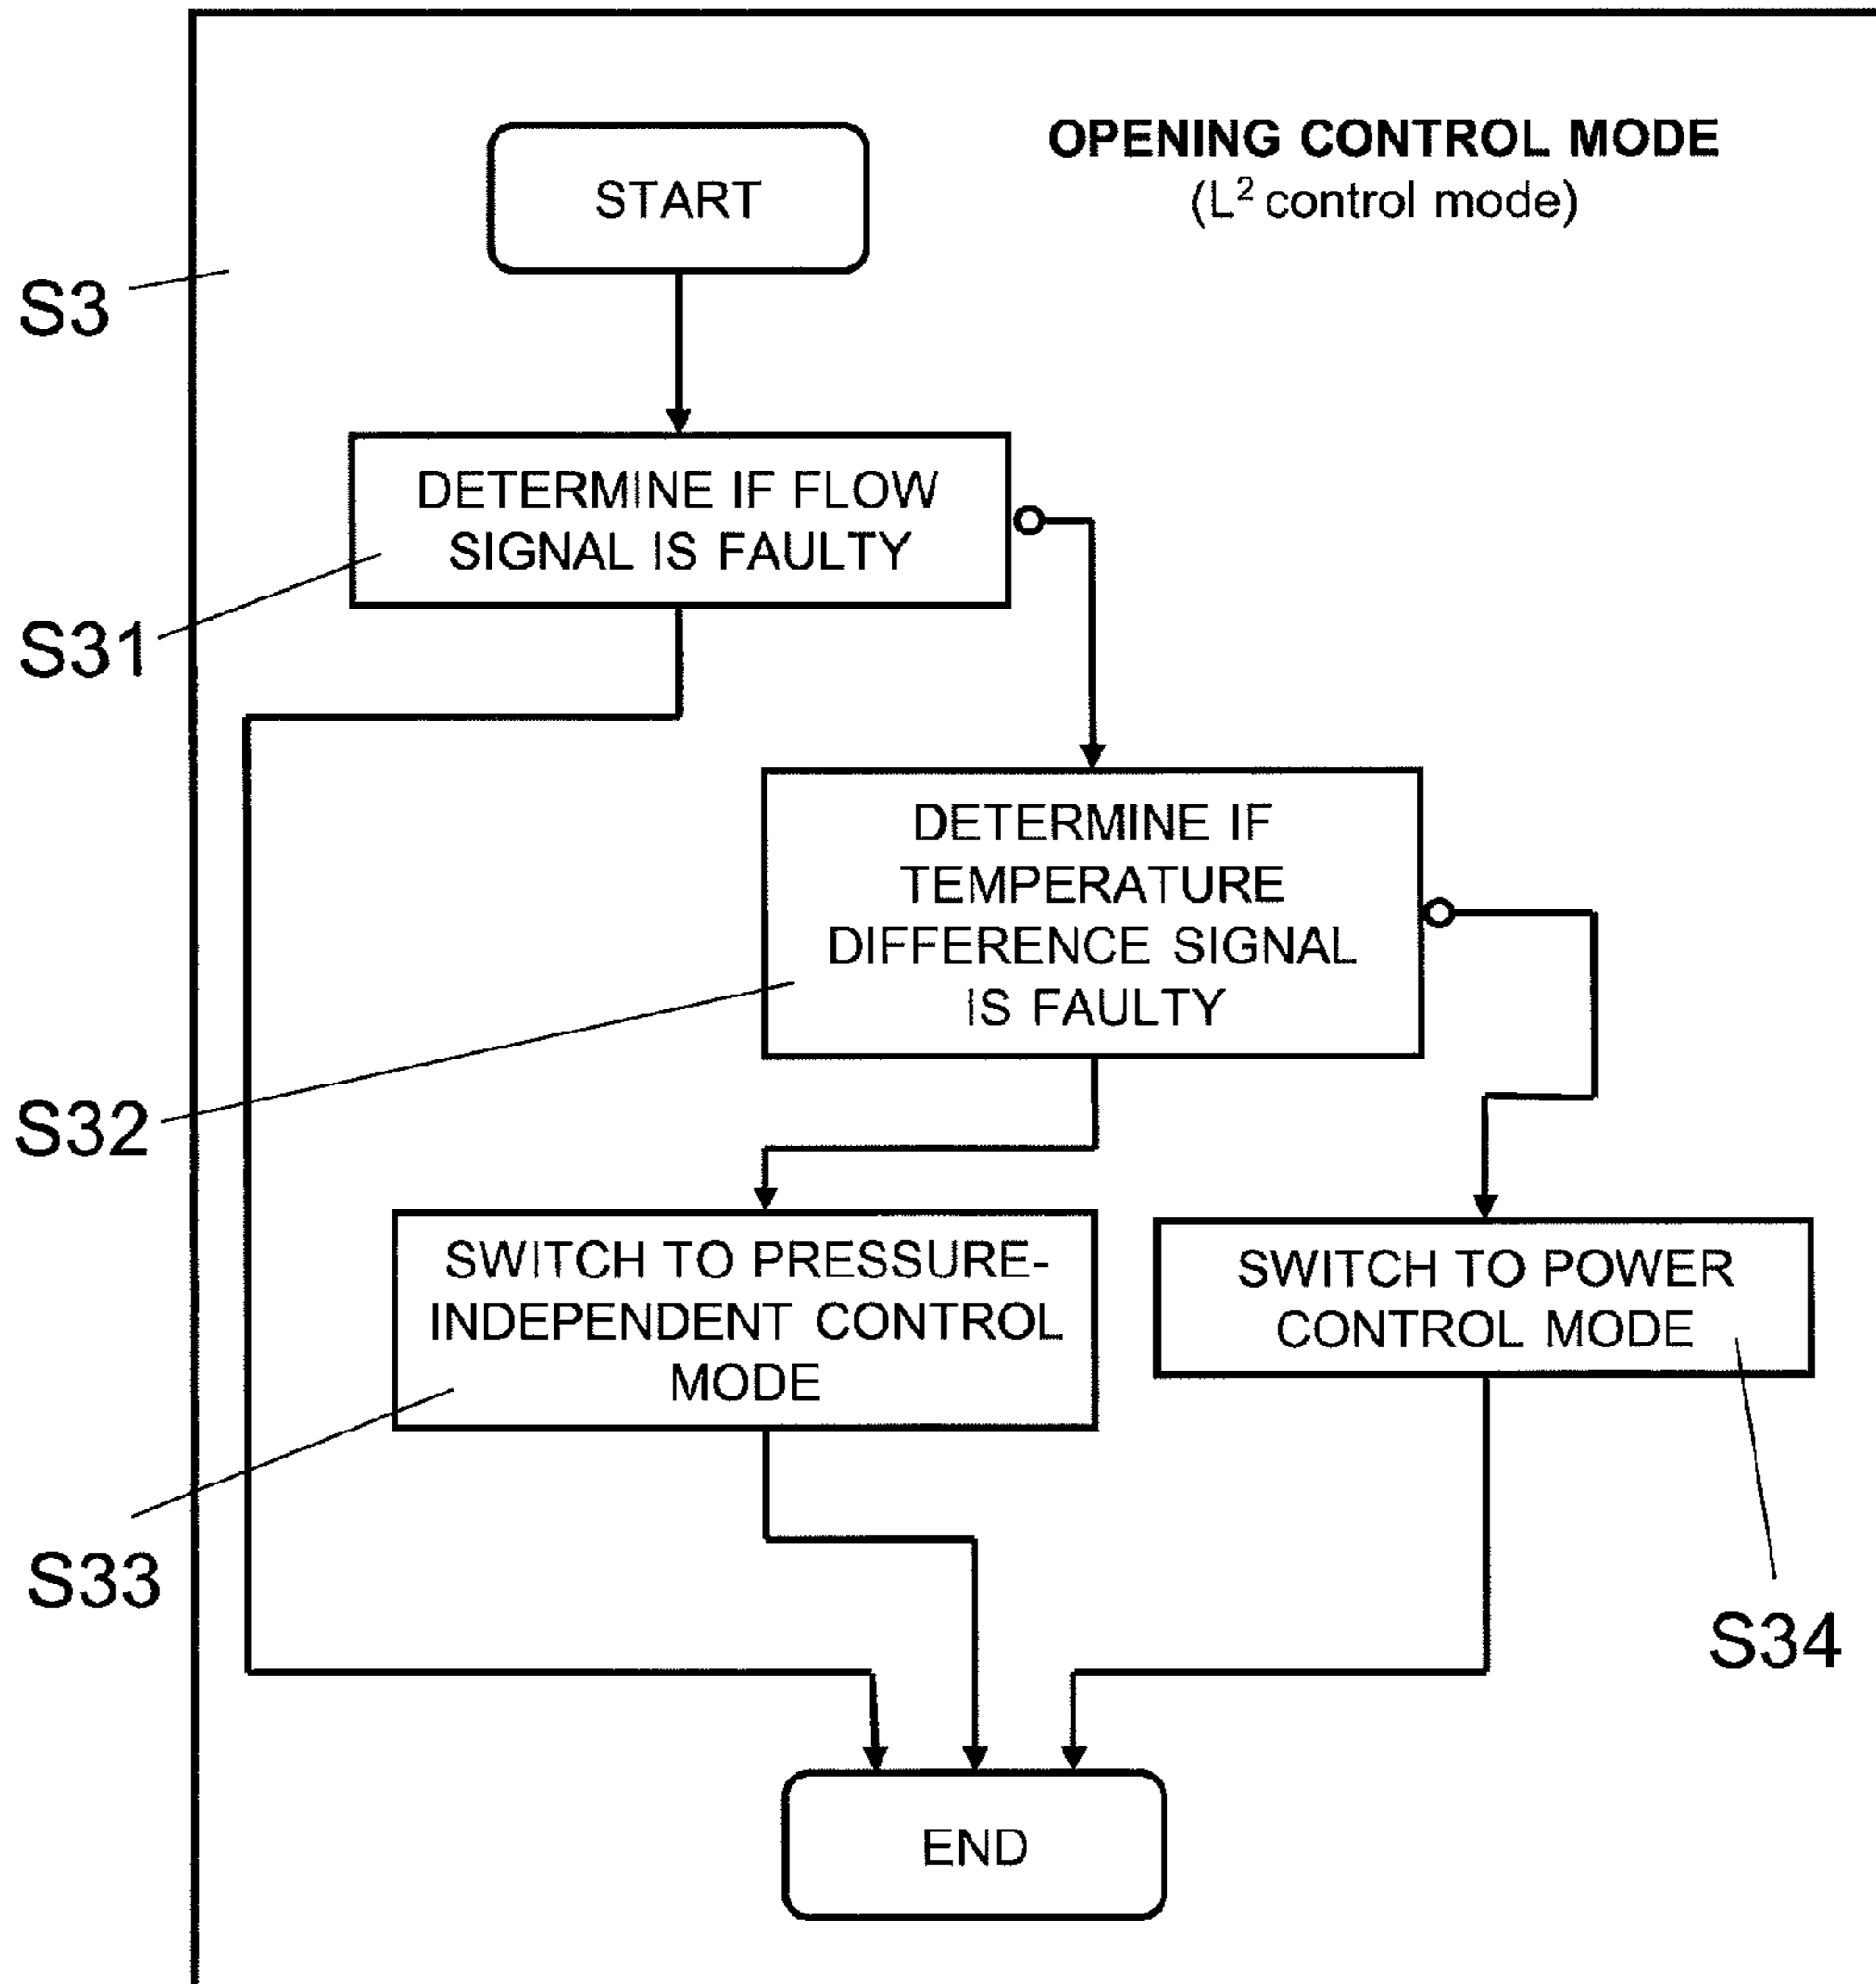 OPENING CONTROL MODE
(L² control mode)
START
S3
DETERMINE IF FLOW
SIGNAL IS FAULTY
S31
DETERMINE IF
TEMPERATURE
DIFFERENCE SIGNAL
IS FAULTY
S32
SWITCH TO PRESSURE-
INDEPENDENT CONTROL
MODE
SWITCH TO POWER
CONTROL MODE
S33
S34
END